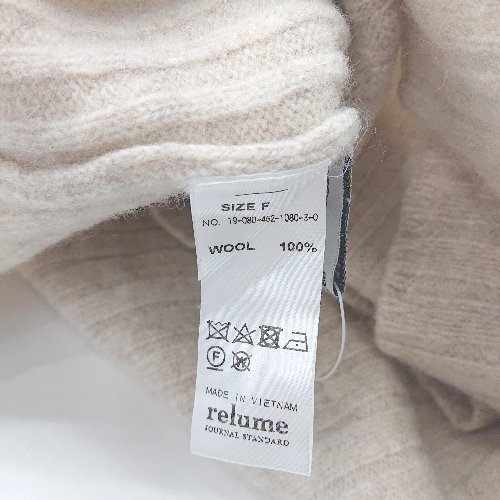 SIZE F
NO. 19-080-462-1080-3-0
WOOL 100%
F
W
MADE IN VIETNAM
relume
JOURNAL STANDARD